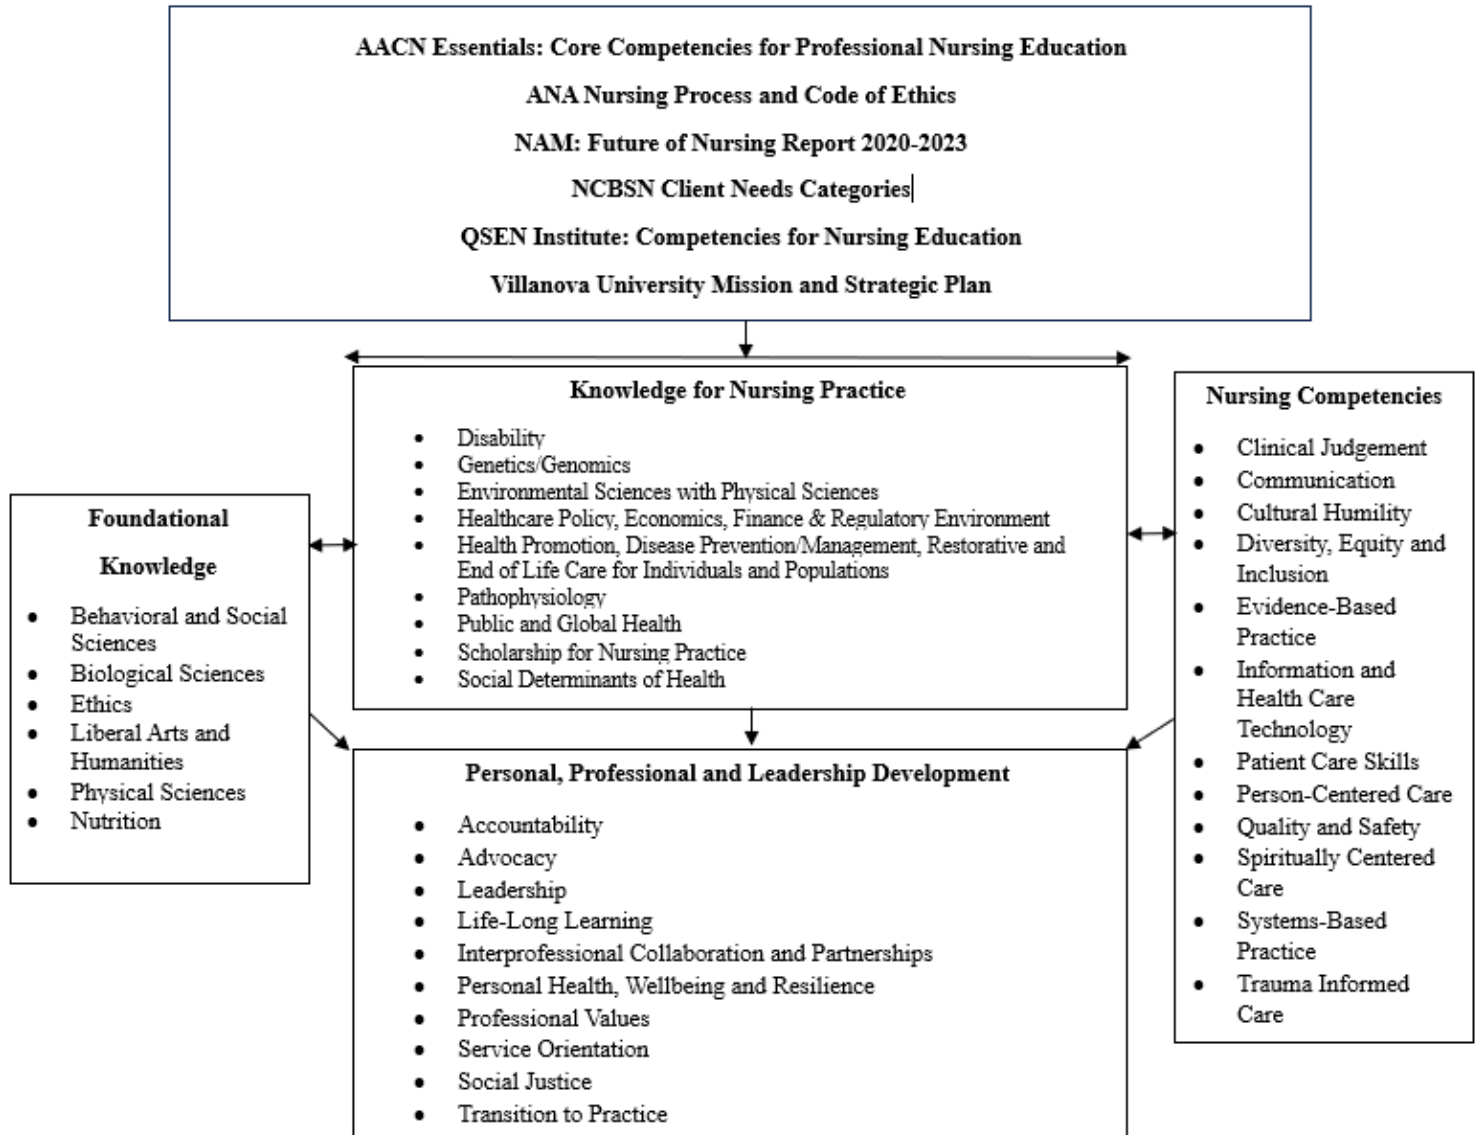 AACN Essentials: Core Competencies for Professional Nursing Education
ANA Nursing Process and Code of Ethics
NAM: Future of Nursing Report 2020-2023
NCBSN Client Needs Categories
QSEN Institute: Competencies for Nursing Education
Villanova University Mission and Strategic Plan
Foundational
Knowledge
• Behavioral and Social
Sciences
• Biological Sciences
• Ethics
• Liberal Arts and
Humanities
• Physical Sciences
• Nutrition
Knowledge for Nursing Practice
• Disability
• Genetics/Genomics
• Environmental Sciences with Physical Sciences
• Healthcare Policy, Economics, Finance & Regulatory Environment
• Health Promotion, Disease Prevention/Management, Restorative and
End of Life Care for Individuals and Populations
• Pathophysiology
• Public and Global Health
• Scholarship for Nursing Practice
• Social Determinants of Health
Nursing Competencies
• Clinical Judgement
• Communication
• Cultural Humility
• Diversity, Equity and
Inclusion
• Evidence-Based
Practice
• Information and
Health Care
Technology
• Patient Care Skills
• Person-Centered Care
• Quality and Safety
• Spiritually Centered
Care
• Systems-Based
Practice
• Trauma Informed
Care
Personal, Professional and Leadership Development
• Accountability
• Advocacy
• Leadership
• Life-Long Learning
• Interprofessional Collaboration and Partnerships
• Personal Health, Wellbeing and Resilience
• Professional Values
• Service Orientation
• Social Justice
• Transition to Practice